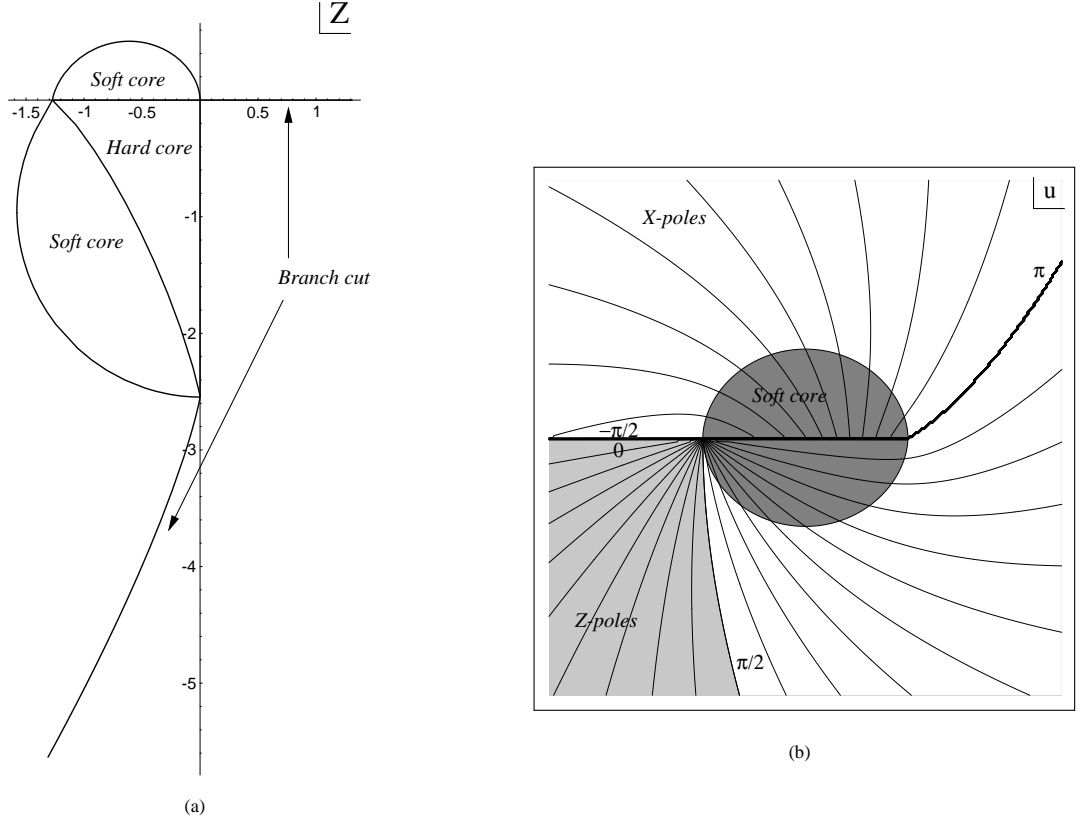 Z
Soft core
-1.5 -1 -0.5 0.5 1
Hard core
-1
Soft core
Branch cut
-2
-3
-4
-5
(a)
u
X-poles
π
Soft core
−π/2
0
Z-poles
π/2
(b)